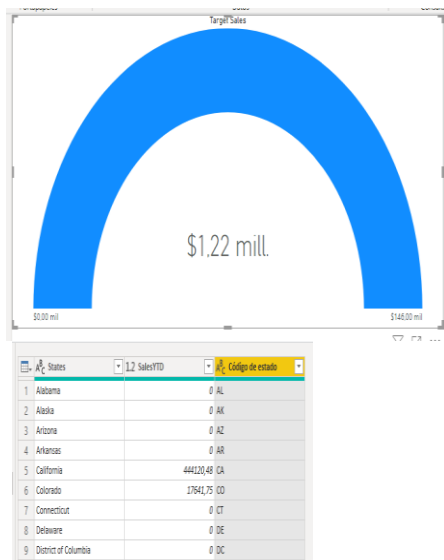 Target Sales
$1,22 mill.
$0,00 mil
$146,00 mil
States
1.2 SalesYTD
Código de estado
1 Alabama 0 AL
2 Alaska 0 AK
3 Arizona 0 AZ
4 Arkansas 0 AR
5 California 444120,48 CA
6 Colorado 17641,75 CO
7 Connecticut 0 CT
8 Delaware 0 DE
9 District of Columbia 0 DC